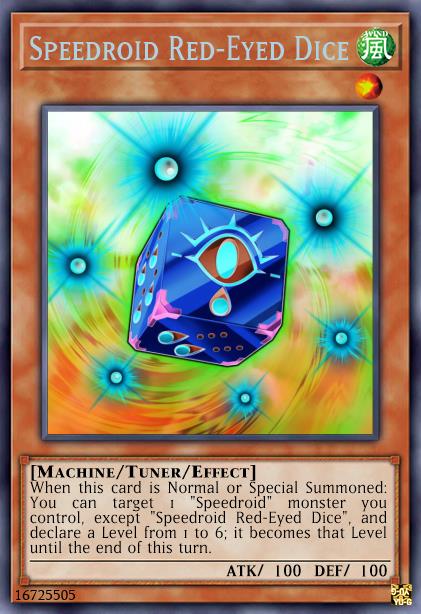 Speedroid Red-Eyed Dice
WIND
風
[Machine/Tuner/Effect]
When this card is Normal or Special Summoned:
You can target 1 "Speedroid" monster you
control, except "Speedroid Red-Eyed Dice", and
declare a Level from 1 to 6; it becomes that Level
until the end of this turn.
ATK/ 100 DEF/ 100
16725505